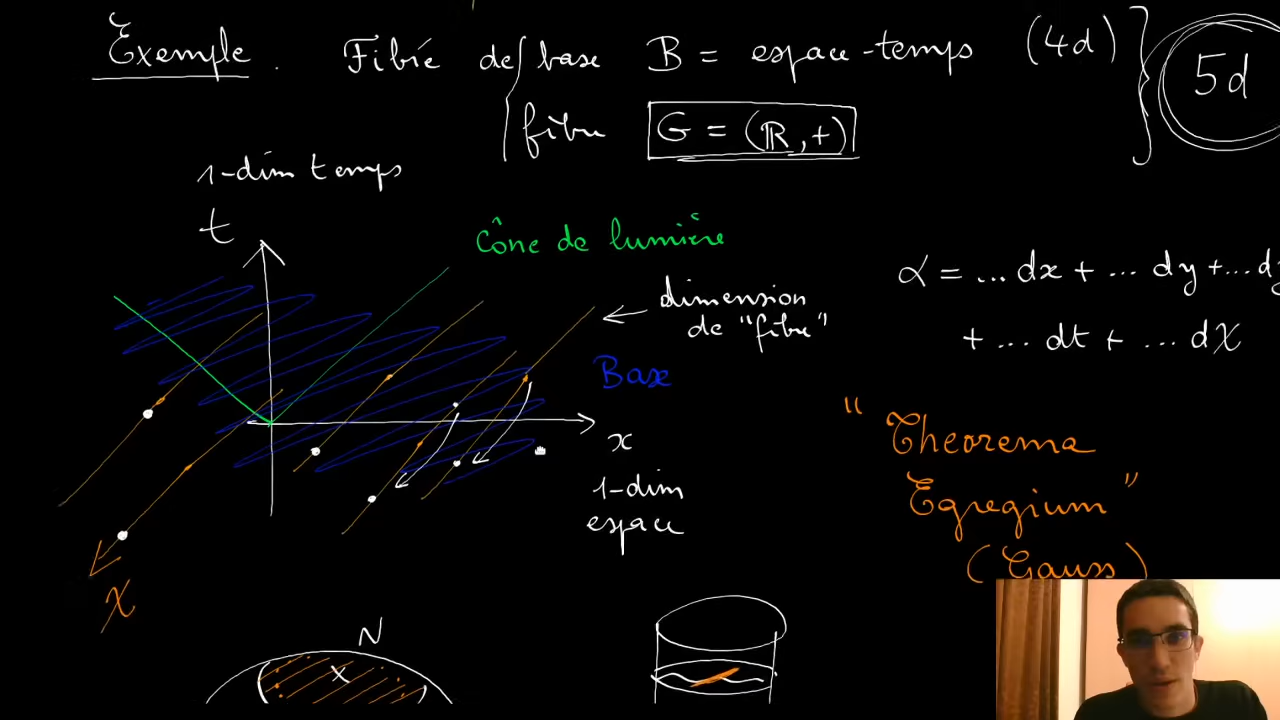 Exemple. Fibré de base B = espace-temps (4d)
fibre G = (ℝ, +)
5d
1-dim temps
t
Cône de lumière
dimension
de "fibre"
Base
x
1-dim
espace
χ
α = ... dx + ... dy + ... d
+ ... dt + ... dχ
"Theorema
Egregium"
(Gauss)
N
X